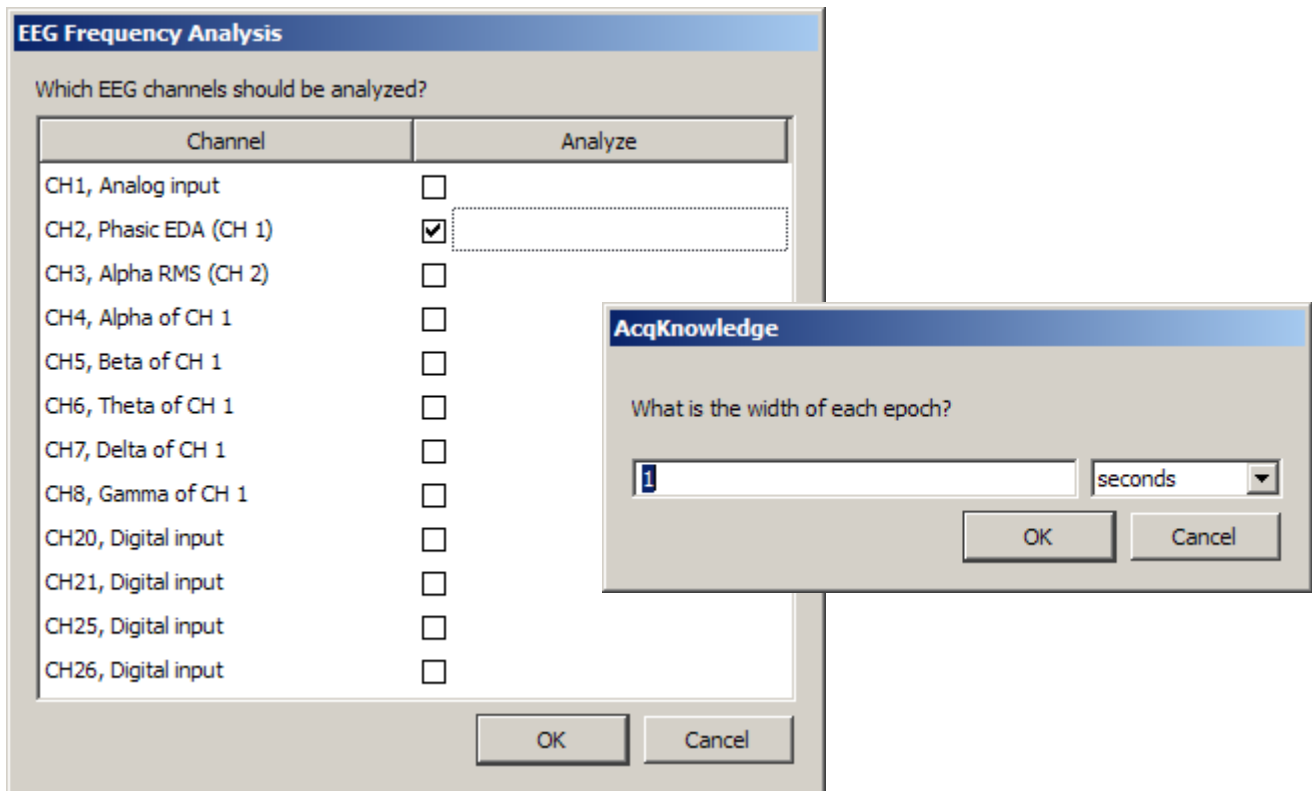 EEG Frequency Analysis
Which EEG channels should be analyzed?
Channel Analyze
CH1, Analog input
CH2, Phasic EDA (CH 1)
CH3, Alpha RMS (CH 2)
CH4, Alpha of CH 1
CH5, Beta of CH 1
CH6, Theta of CH 1
CH7, Delta of CH 1
CH8, Gamma of CH 1
CH20, Digital input
CH21, Digital input
CH25, Digital input
CH26, Digital input
OK Cancel
AcqKnowledge
What is the width of each epoch?
1 seconds
OK Cancel